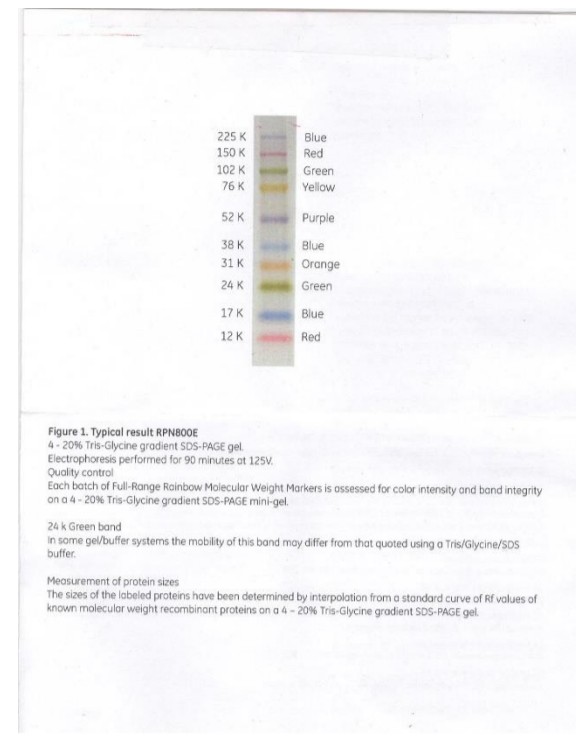 225 K Blue
150 K Red
102 K Green
76 K Yellow
52 K Purple
38 K Blue
31 K Orange
24 K Green
17 K Blue
12 K Red
Figure 1. Typical result RPN800E
4 - 20% Tris-Glycine gradient SDS-PAGE gel.
Electrophoresis performed for 90 minutes at 125V.
Quality control
Each batch of Full-Range Rainbow Molecular Weight Markers is assessed for color intensity and band integrity
on a 4 - 20% Tris-Glycine gradient SDS-PAGE mini-gel.
24 k Green band
In some gel/buffer systems the mobility of this band may differ from that quoted using a Tris/Glycine/SDS
buffer.
Measurement of protein sizes
The sizes of the labeled proteins have been determined by interpolation from a standard curve of Rf values of
known molecular weight recombinant proteins on a 4 - 20% Tris-Glycine gradient SDS-PAGE gel.